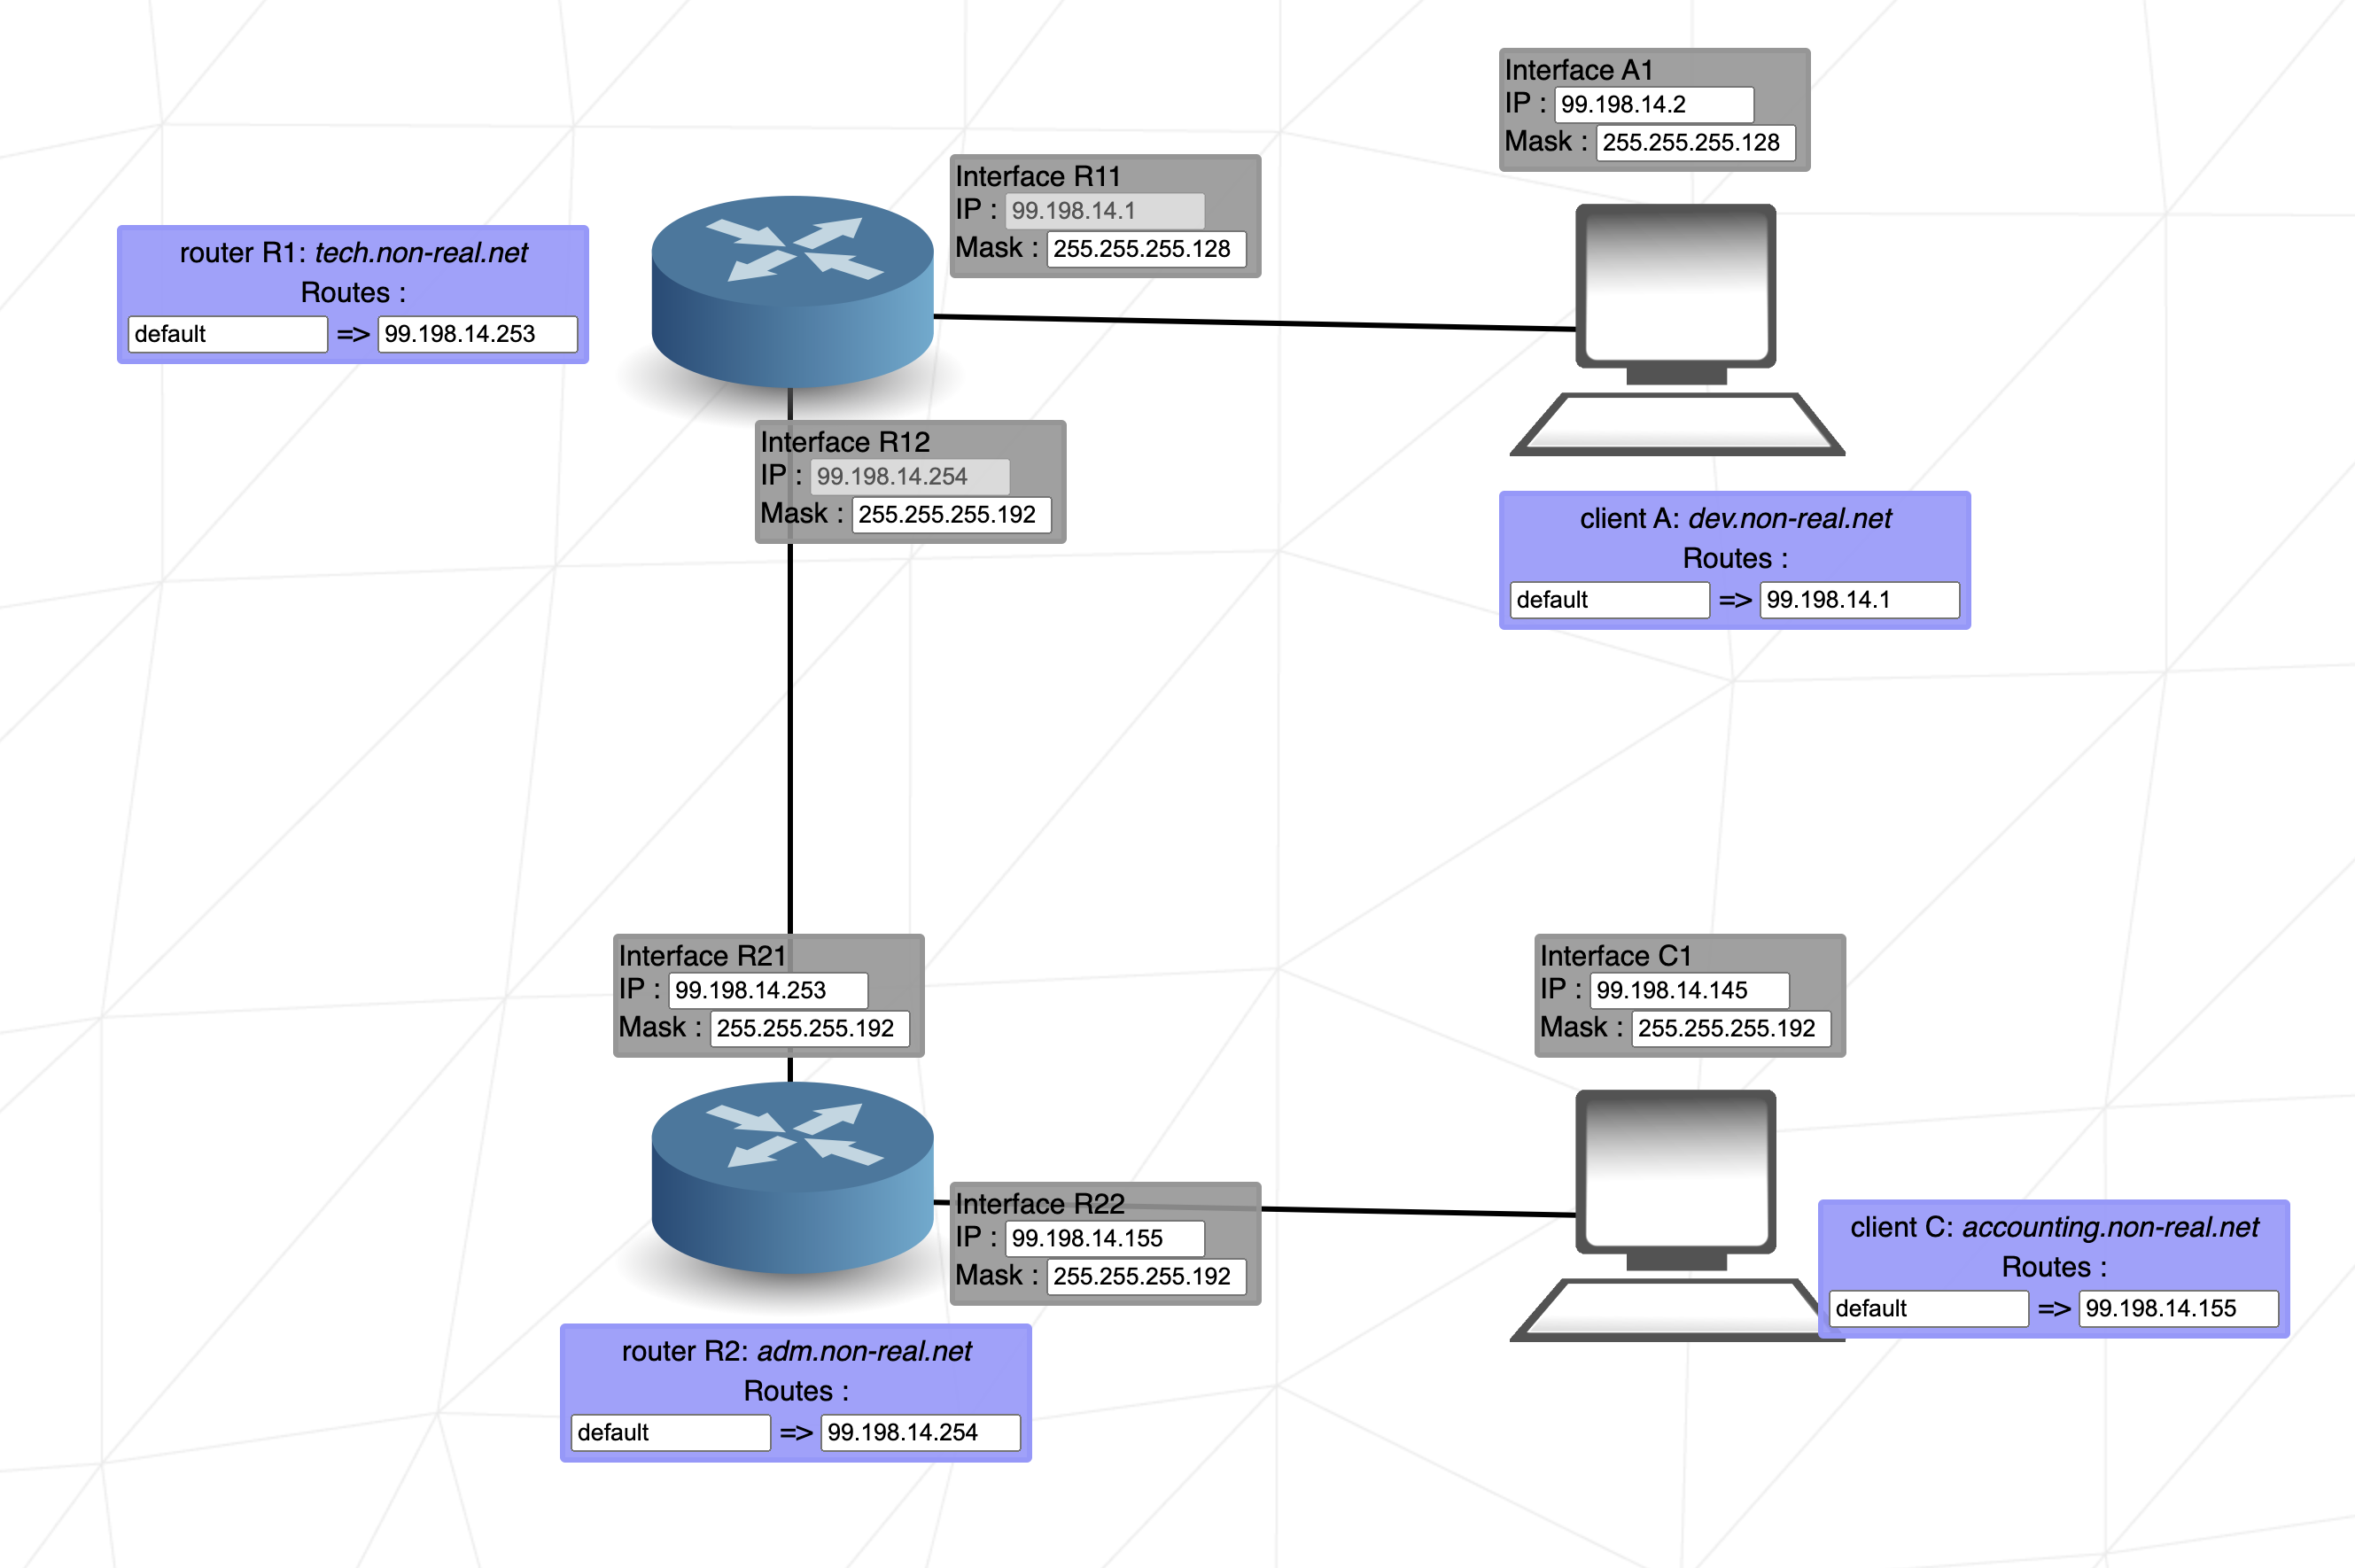 Interface A1
IP : 99.198.14.2
Mask : 255.255.255.128
Interface R11
IP : 99.198.14.1
Mask : 255.255.255.128
router R1: tech.non-real.net
Routes :
default => 99.198.14.253
Interface R12
IP : 99.198.14.254
Mask : 255.255.255.192
client A: dev.non-real.net
Routes :
default => 99.198.14.1
Interface R21
IP : 99.198.14.253
Mask : 255.255.255.192
Interface C1
IP : 99.198.14.145
Mask : 255.255.255.192
Interface R22
IP : 99.198.14.155
Mask : 255.255.255.192
client C: accounting.non-real.net
Routes :
default => 99.198.14.155
router R2: adm.non-real.net
Routes :
default => 99.198.14.254